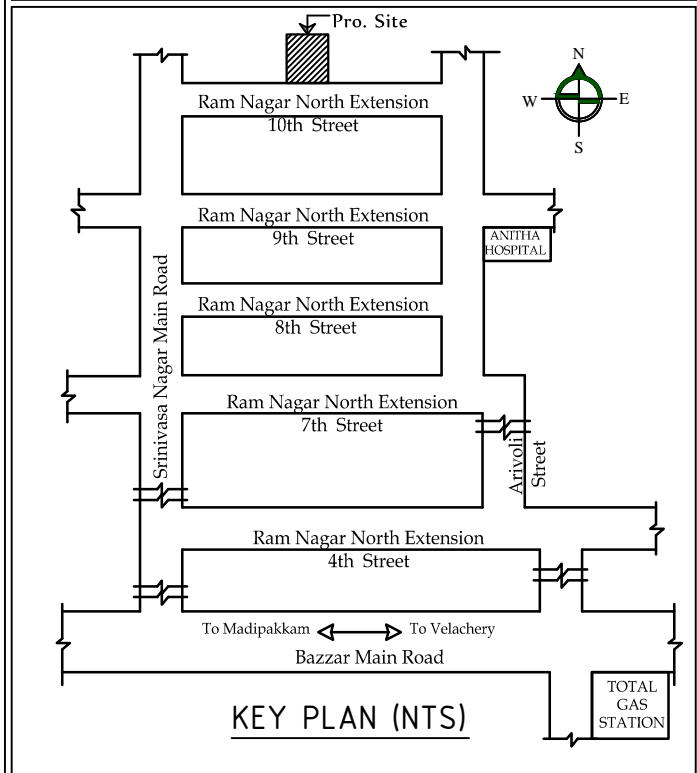 Pro. Site
Ram Nagar North Extension
10th Street
N
W
E
S
Ram Nagar North Extension
9th Street
ANITHA
HOSPITAL
Srinivasa Nagar Main Road
Ram Nagar North Extension
8th Street
Ram Nagar North Extension
7th Street
Arivoli
Street
Ram Nagar North Extension
4th Street
To Madipakkam
To Velachery
Bazzar Main Road
TOTAL
GAS
STATION
KEY PLAN (NTS)